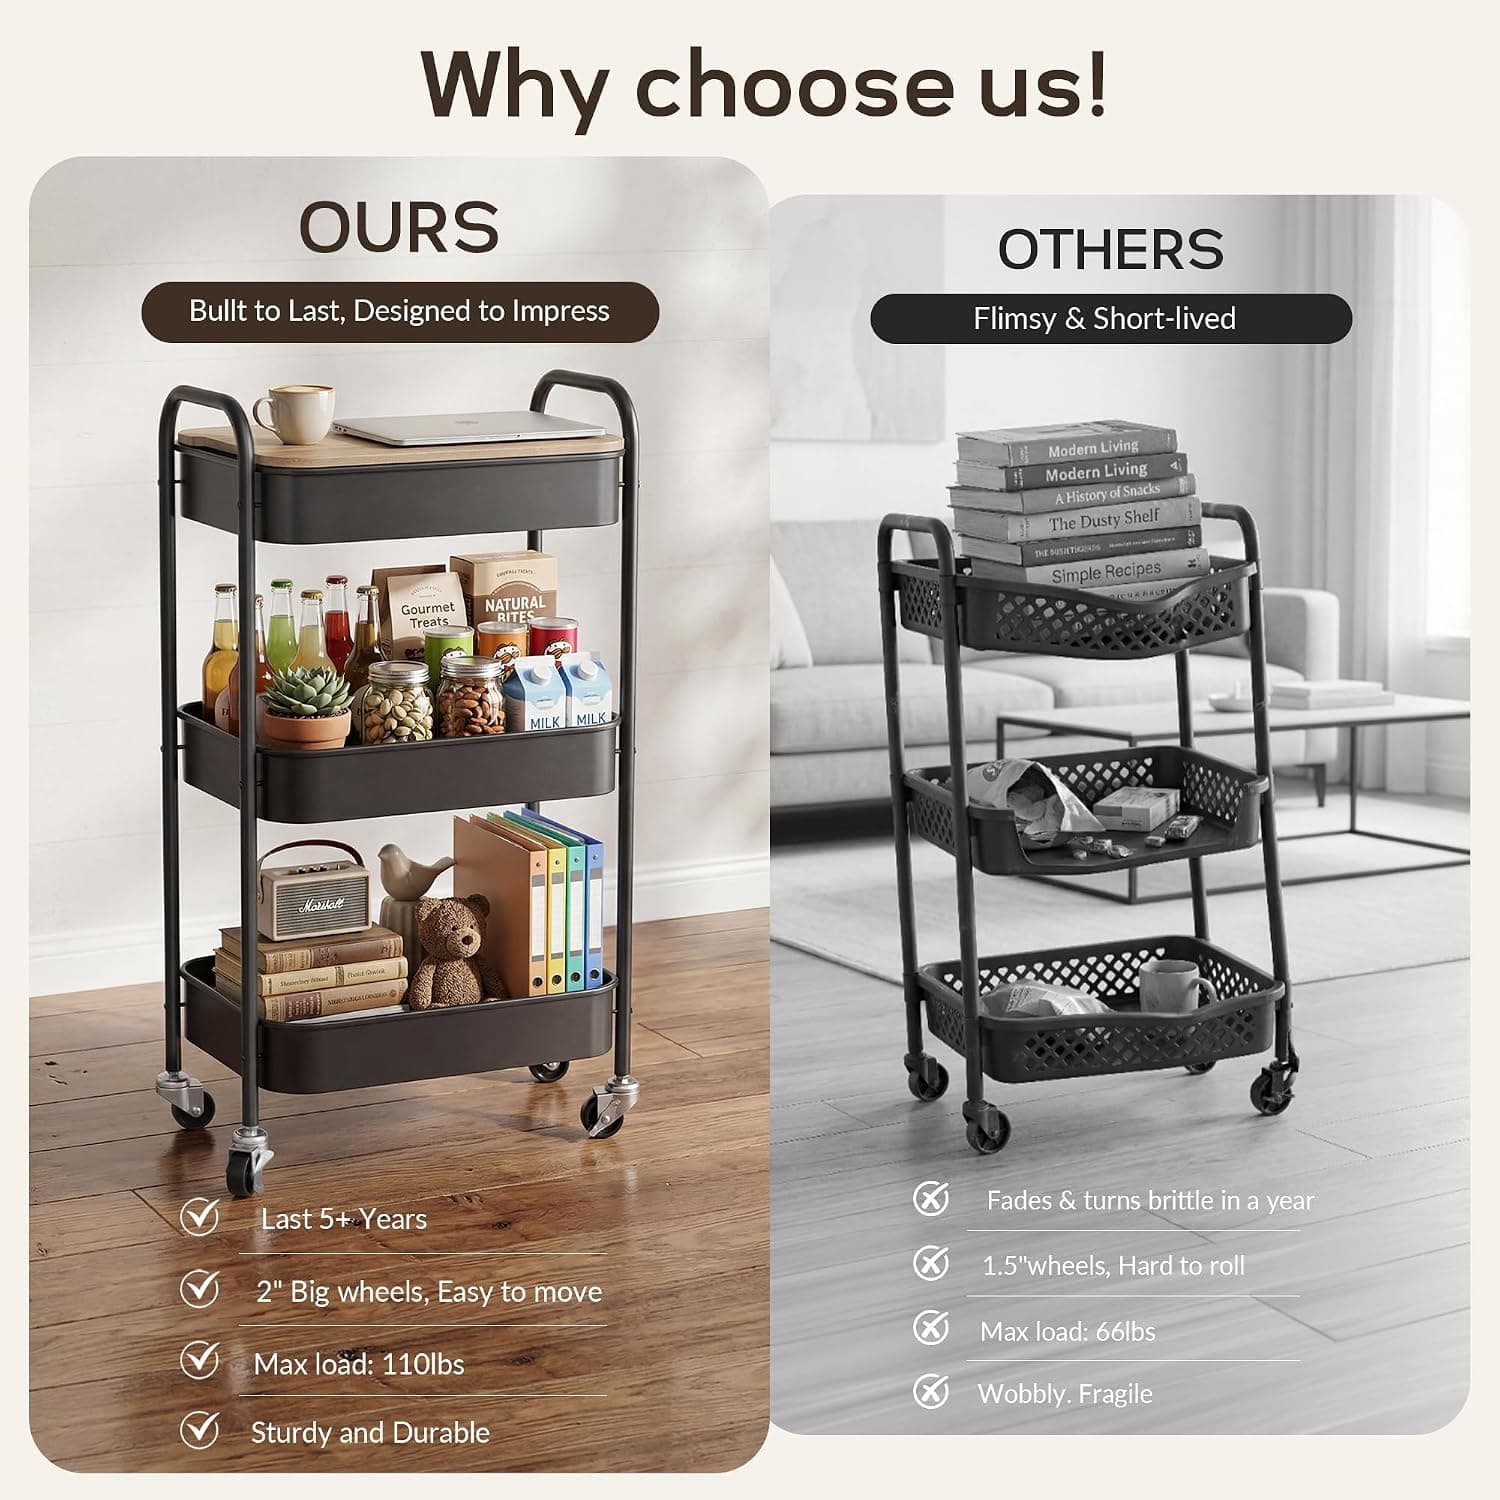 Why choose us!
OURS
Bullt to Last, Designed to Impress
Gourmet
Treats
NATURAL
BITES
MILK
MILK
Marshall
Last 5+ Years
2" Big wheels, Easy to move
Max load: 110lbs
Sturdy and Durable
OTHERS
Flimsy & Short-lived
Modern Living
Modern Living
A History of Snacks
The Dusty Shelf
Simple Recipes
Fades & turns brittle in a year
1.5"wheels, Hard to roll
Max load: 66lbs
Wobbly. Fragile